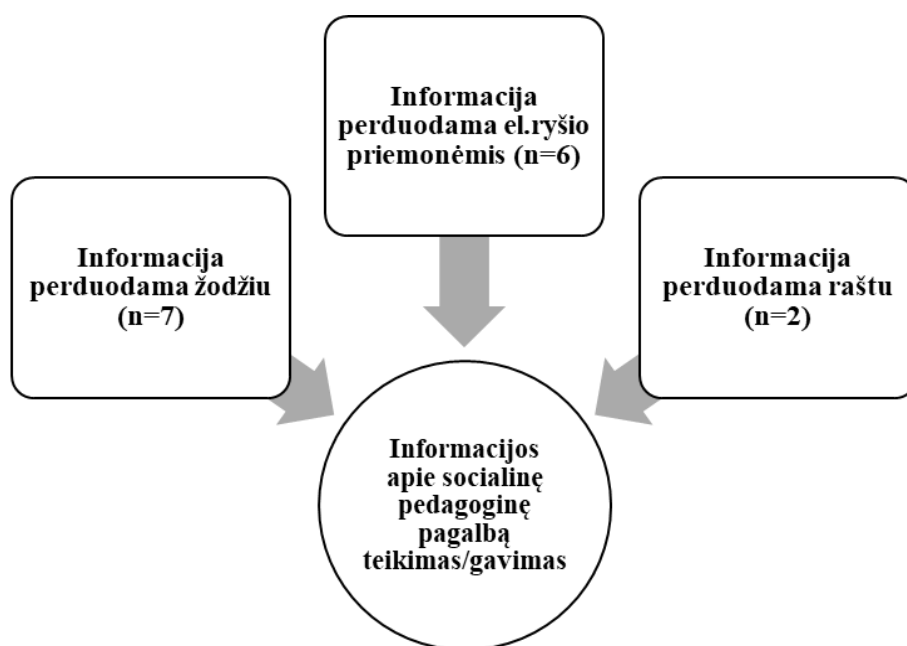 Informacija
perduodama el.ryšio
priemonėmis (n=6)
Informacija
perduodama žodžiu
(n=7)
Informacija
perduodama raštu
(n=2)
Informacijos
apie socialinę
pedagoginę
pagalbą
teikimas/gavimas